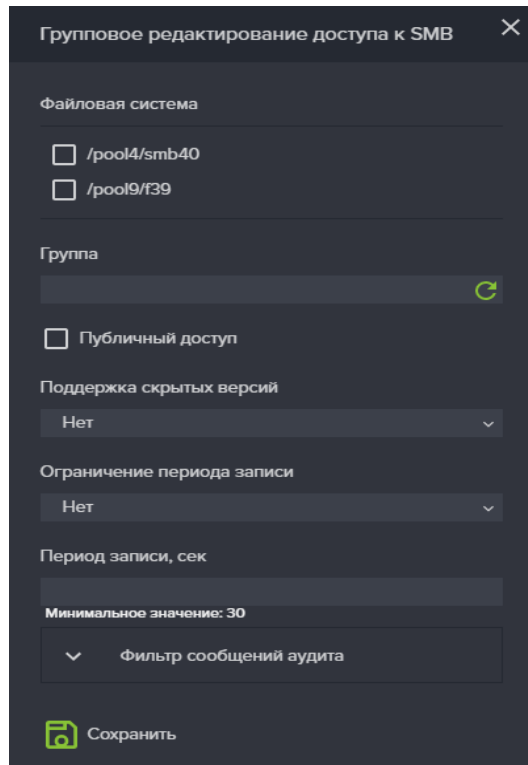 Групповое редактирование доступа к SMB
Файловая система
/pool4/smb40
/pool9/f39
Группа
Публичный доступ
Поддержка скрытых версий
Нет
Ограничение периода записи
Нет
Период записи, сек
Минимальное значение: 30
Фильтр сообщений аудита
Сохранить